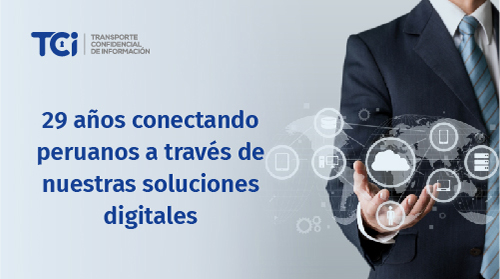 TCi
TRANSPORTE
CONFIDENCIAL
DE INFORMACIÓN
29 años conectando
peruanos a través de
nuestras soluciones
digitales